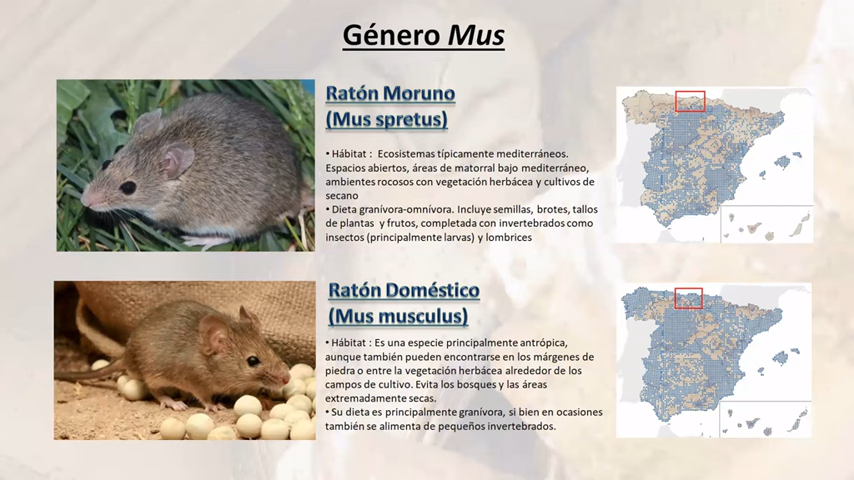 Género Mus
Ratón Moruno
(Mus spretus)
• Hábitat : Ecosistemas típicamente mediterráneos.
Espacios abiertos, áreas de matorral bajo mediterráneo,
ambientes rocosos con vegetación herbácea y cultivos de
secano
• Dieta granívora-omnívora. Incluye semillas, brotes, tallos
de plantas y frutos, completada con invertebrados como
insectos (principalmente larvas) y lombrices
Ratón Doméstico
(Mus musculus)
• Hábitat : Es una especie principalmente antrópica,
aunque también pueden encontrarse en los márgenes de
piedra o entre la vegetación herbácea alrededor de los
campos de cultivo. Evita los bosques y las áreas
extremadamente secas.
• Su dieta es principalmente granívora, si bien en ocasiones
también se alimenta de pequeños invertebrados.